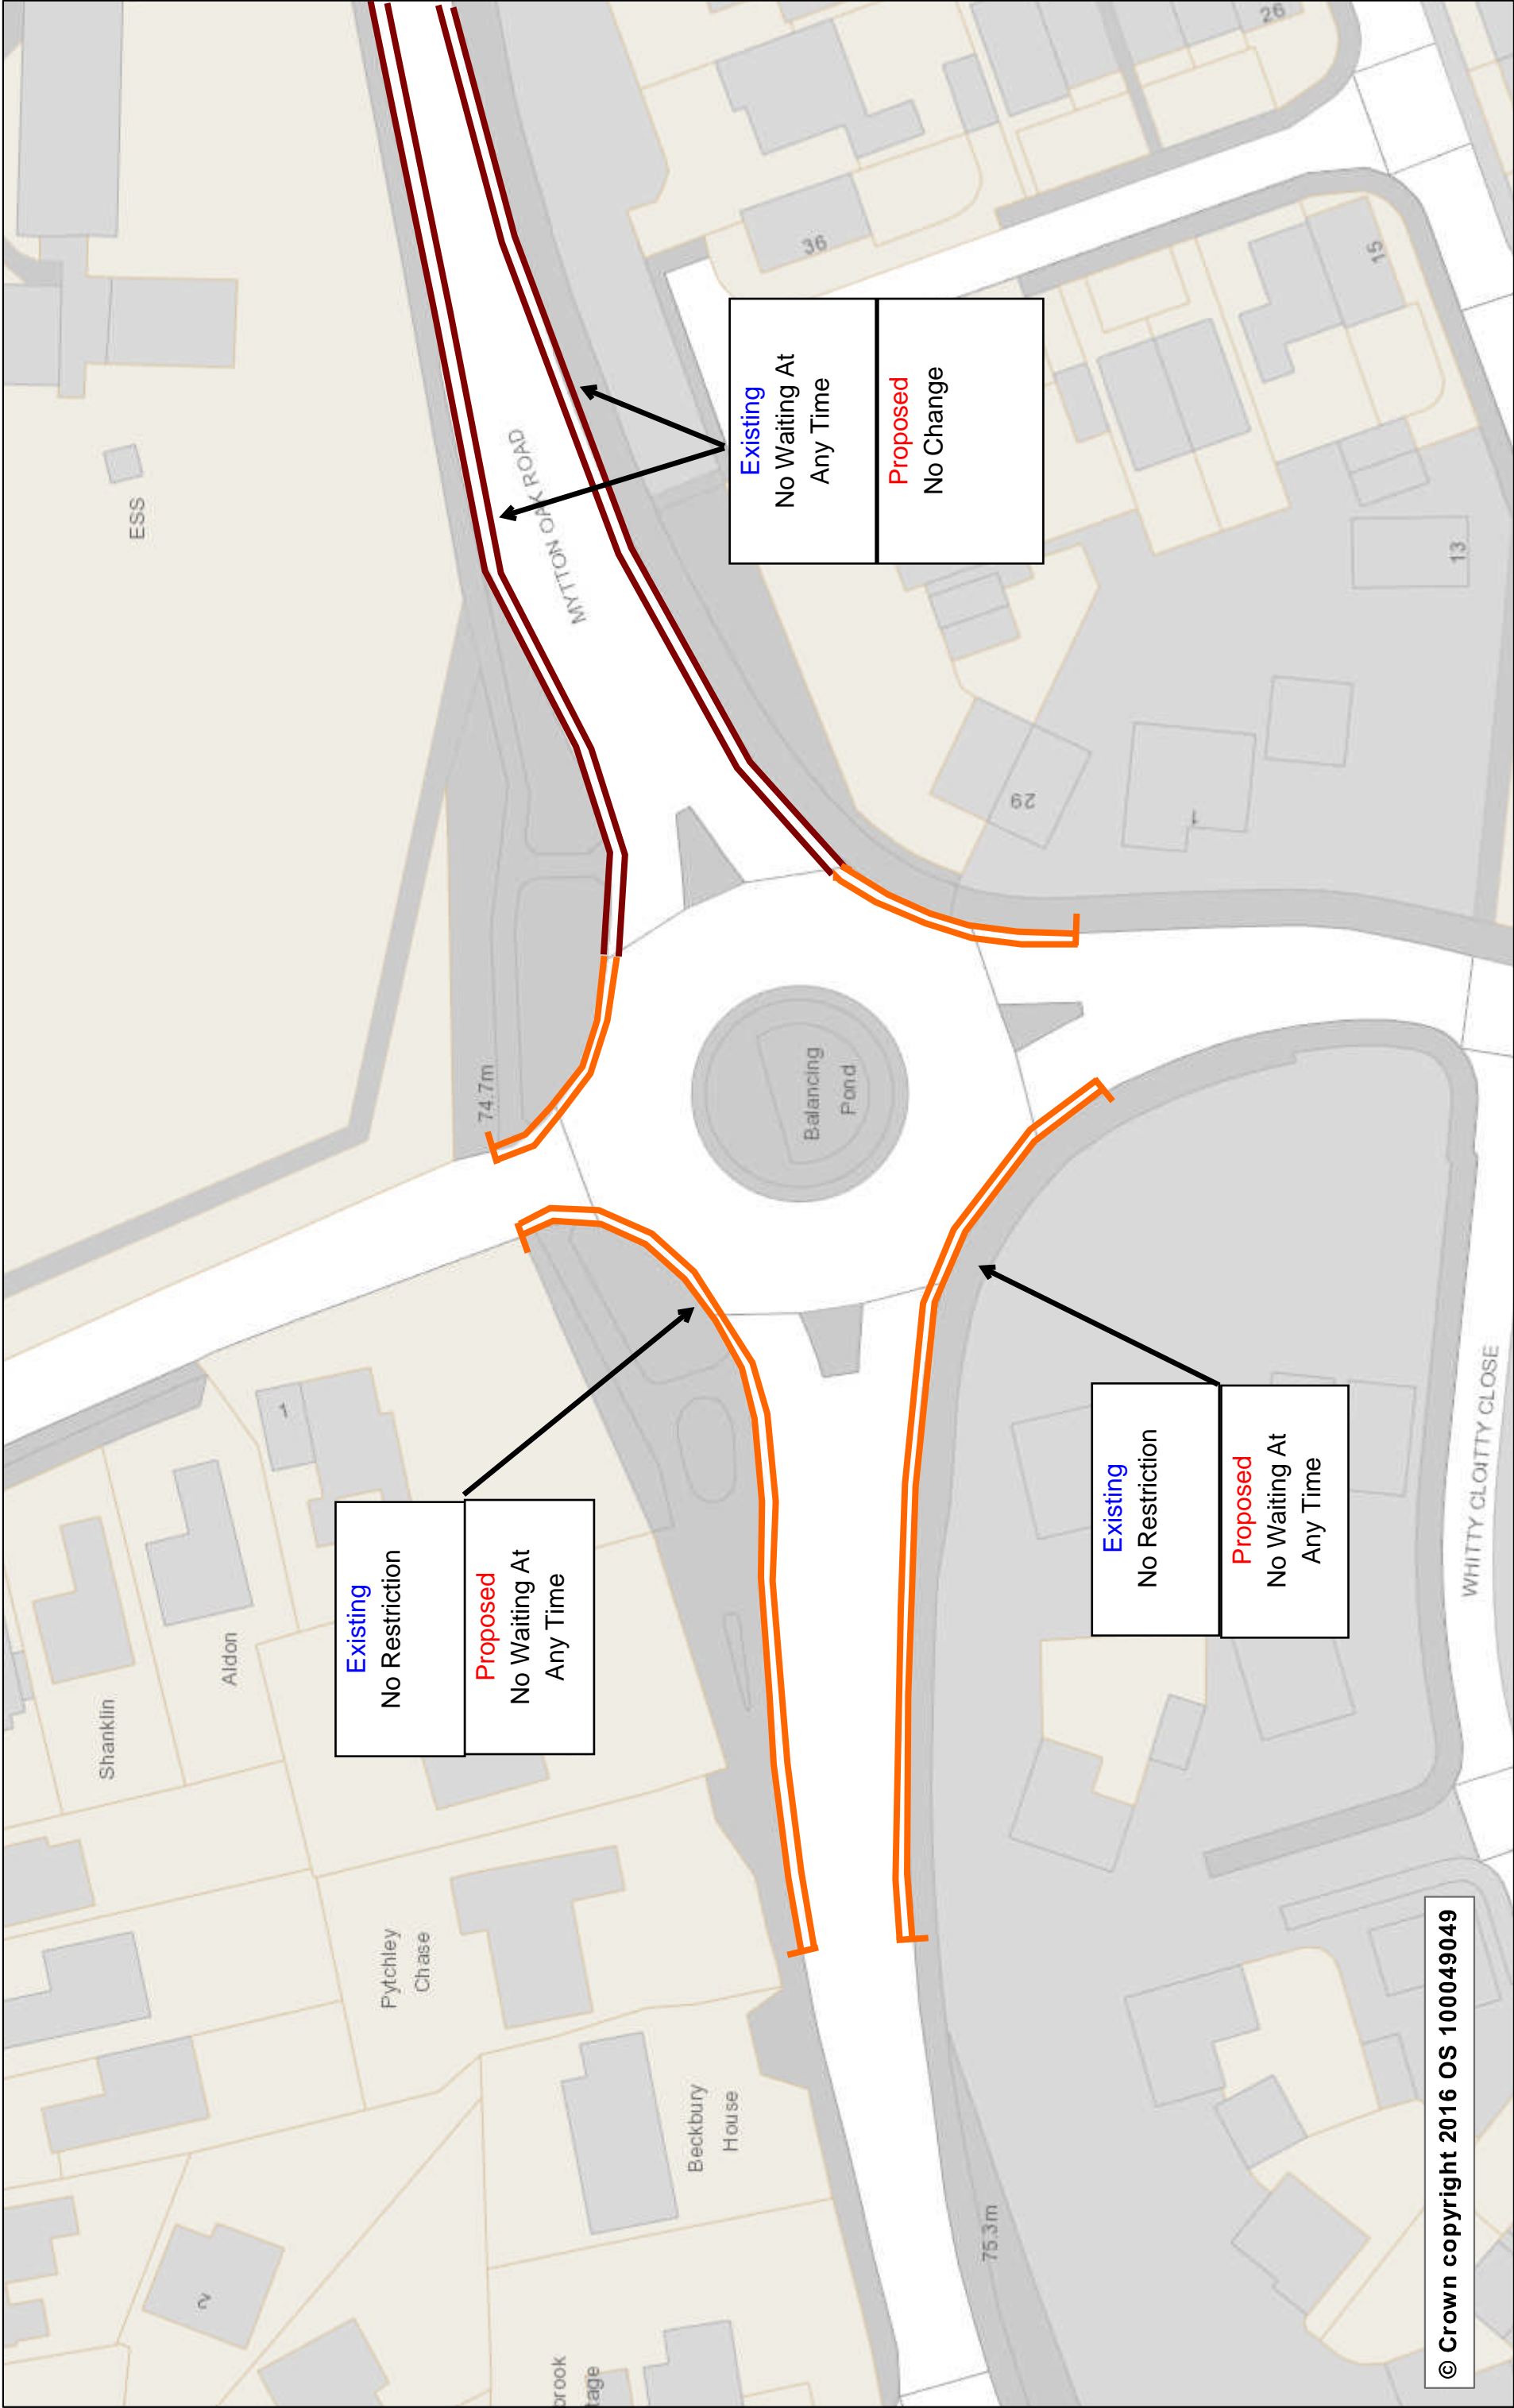 Shanklin
Aldon
1
ESS
2
Pytchley
Chase
Existing
No Restriction
Proposed
No Waiting At
Any Time
74.7m
MYTTON OAK ROAD
brook
tage
Beckbury
House
Balancing
Pond
Existing
No Waiting At
Any Time
Proposed
No Change
36
26
75.3m
29
Existing
No Restriction
Proposed
No Waiting At
Any Time
1
15
13
WHITTY CLOITTY CLOSE
© Crown copyright 2016 OS 100049049